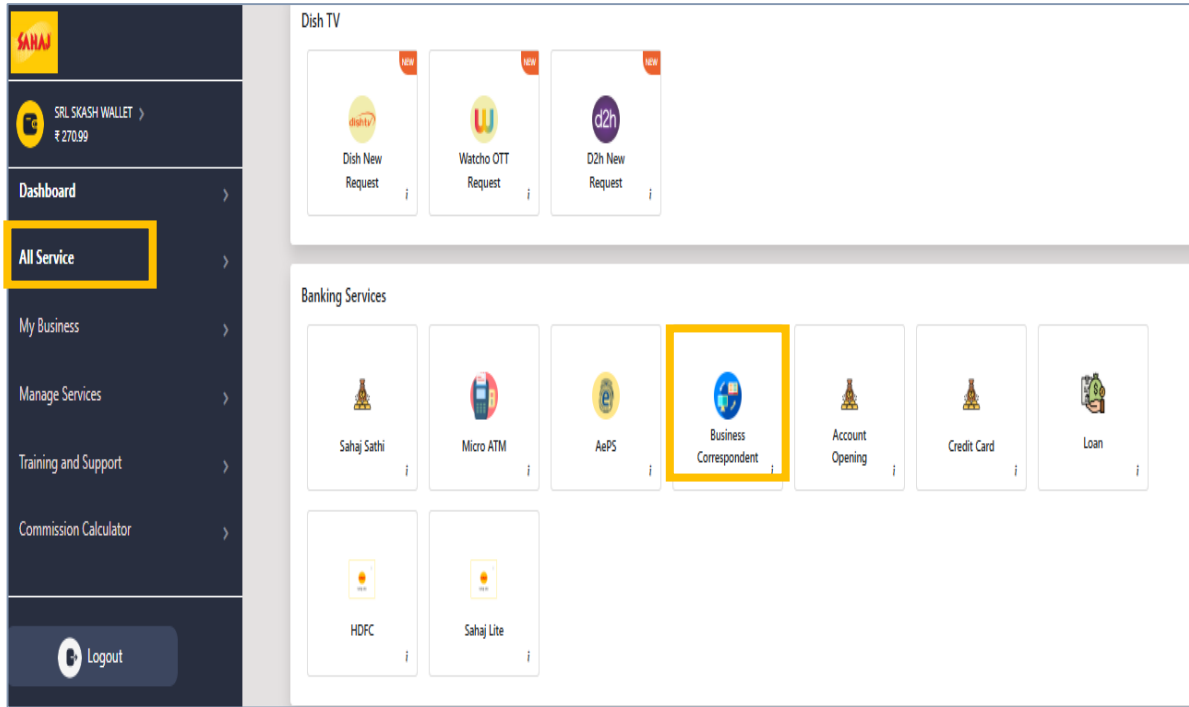 SAHAJ
SRL SKASH WALLET >
₹ 270.99
Dashboard >
All Service >
My Business >
Manage Services >
Training and Support >
Commission Calculator >
Logout
Dish TV
NEW
NEW
NEW
dishtv
d2h
Dish New
Request
i
Watcho OTT
Request
i
D2h New
Request
i
Banking Services
Sahaj Sathi
i
Micro ATM
i
AePS
i
Business
Correspondent
i
Account
Opening
i
Credit Card
i
Loan
i
HDFC
i
Sahaj Lite
i